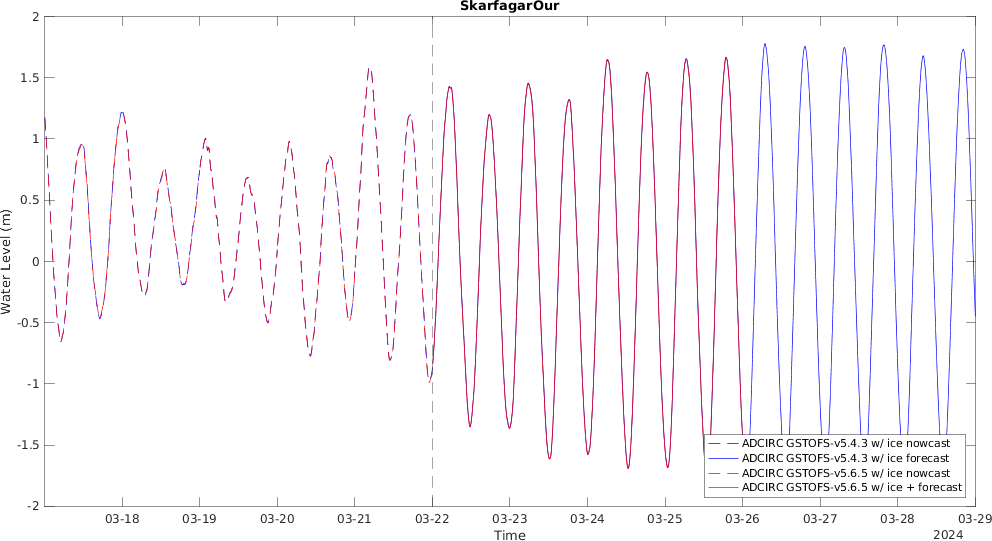 SkarfagarOur
2
1.5
1
0.5
0
-0.5
-1
-1.5
-2
Water Level (m)
03-18 03-19 03-20 03-21 03-22 03-23 03-24 03-25 03-26 03-27 03-28 03-29
Time
2024
ADCIRC GSTOFS-v5.4.3 w/ ice nowcast
ADCIRC GSTOFS-v5.4.3 w/ ice forecast
ADCIRC GSTOFS-v5.6.5 w/ ice nowcast
ADCIRC GSTOFS-v5.6.5 w/ ice + forecast